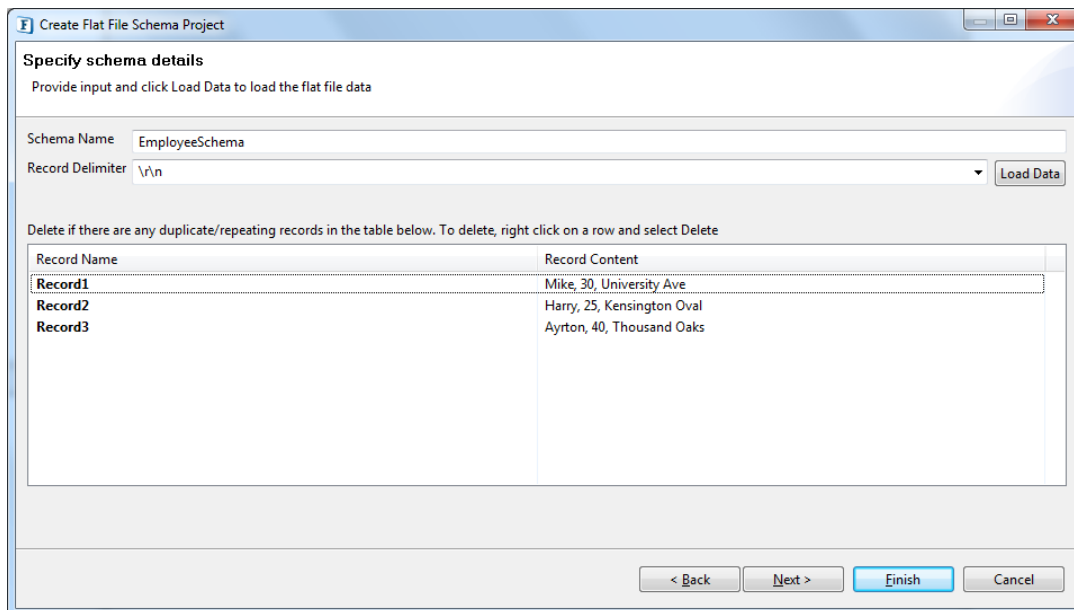 Create Flat File Schema Project
Specify schema details
Provide input and click Load Data to load the flat file data
Schema Name EmployeeSchema
Record Delimiter \r\n Load Data
Delete if there are any duplicate/repeating records in the table below. To delete, right click on a row and select Delete
Record Name Record Content
Record1 Mike, 30, University Ave
Record2 Harry, 25, Kensington Oval
Record3 Ayrton, 40, Thousand Oaks
< Back Next > Finish Cancel